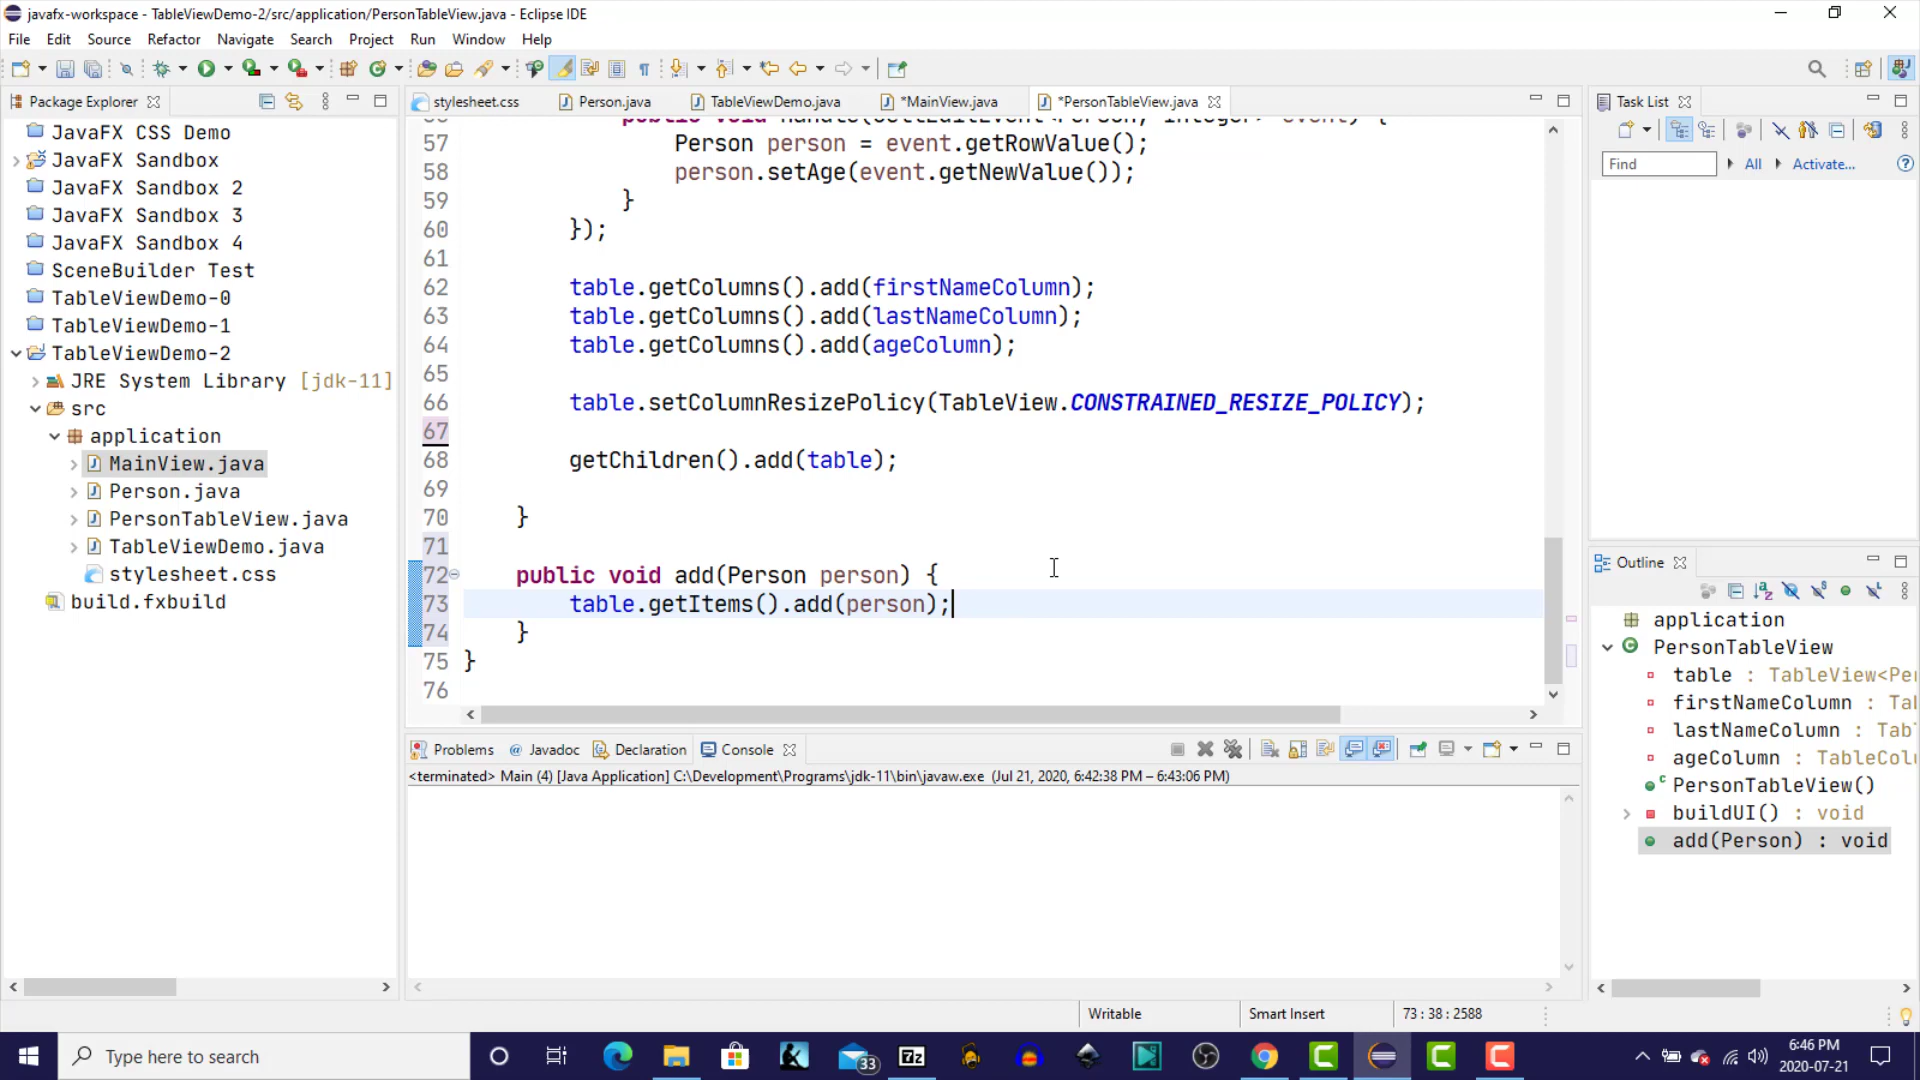 javafx-workspace - TableViewDemo-2/src/application/PersonTableView.java - Eclipse IDE
File Edit Source Refactor Navigate Search Project Run Window Help
Package Explorer
JavaFX CSS Demo
JavaFX Sandbox
JavaFX Sandbox 2
JavaFX Sandbox 3
JavaFX Sandbox 4
SceneBuilder Test
TableViewDemo-0
TableViewDemo-1
TableViewDemo-2
JRE System Library [jdk-11]
src
application
MainView.java
Person.java
PersonTableView.java
TableViewDemo.java
stylesheet.css
build.fxbuild
stylesheet.css Person.java TableViewDemo.java *MainView.java *PersonTableView.java
57 Person person = event.getRowValue();
58 person.setAge(event.getNewValue());
59 }
60 });
61
62 table.getColumns().add(firstNameColumn);
63 table.getColumns().add(lastNameColumn);
64 table.getColumns().add(ageColumn);
65
66 table.setColumnResizePolicy(TableView.CONSTRAINED_RESIZE_POLICY);
67
68 getChildren().add(table);
69
70 }
71
72 public void add(Person person) {
73 table.getItems().add(person);
74 }
75 }
76
Problems @ Javadoc Declaration Console
<terminated> Main (4) [Java Application] C:\Development\Programs\jdk-11\bin\javaw.exe (Jul 21, 2020, 6:42:38 PM – 6:43:06 PM)
Task List
Find All Activate...
Outline
application
PersonTableView
table : TableView<Per
firstNameColumn : Tab
lastNameColumn : Tab
ageColumn : TableColu
PersonTableView()
buildUI() : void
add(Person) : void
Writable Smart Insert 73 : 38 : 2588
Type here to search
33
7z
6:46 PM
2020-07-21